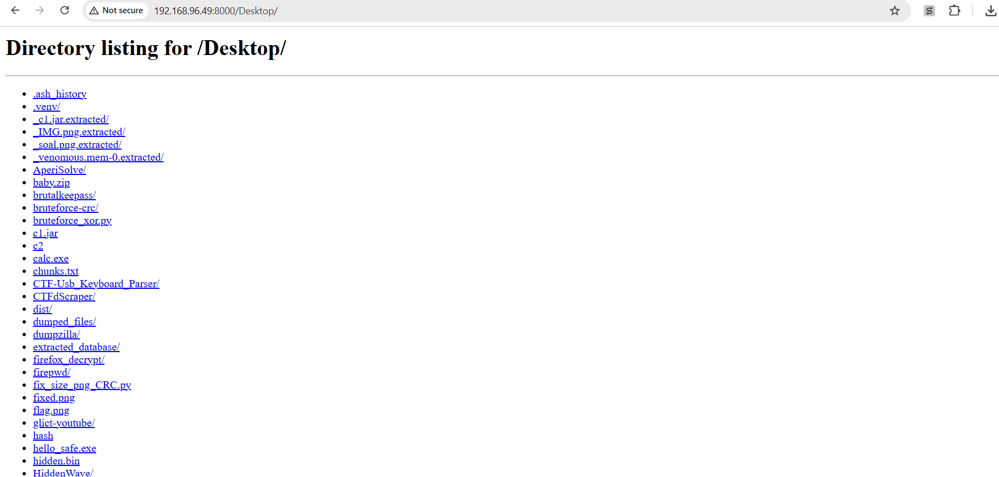 Not secure 192.168.96.49:8000/Desktop/
Directory listing for /Desktop/
.ash_history
.venv/
_c1.jar.extracted/
_IMG.png.extracted/
_soal.png.extracted/
_venomous.mem-0.extracted/
AperiSolve/
baby.zip
brutalkeepass/
bruteforce-crc/
bruteforce_xor.py
c1.jar
c2
calc.exe
chunks.txt
CTF-Usb_Keyboard_Parser/
CTFdScraper/
dist/
dumped_files/
dumpzilla/
extracted_database/
firefox_decrypt/
firepwd/
fix_size_png_CRC.py
fixed.png
flag.png
glict-youtube/
hash
hello_safe.exe
hidden.bin
HiddenWave/